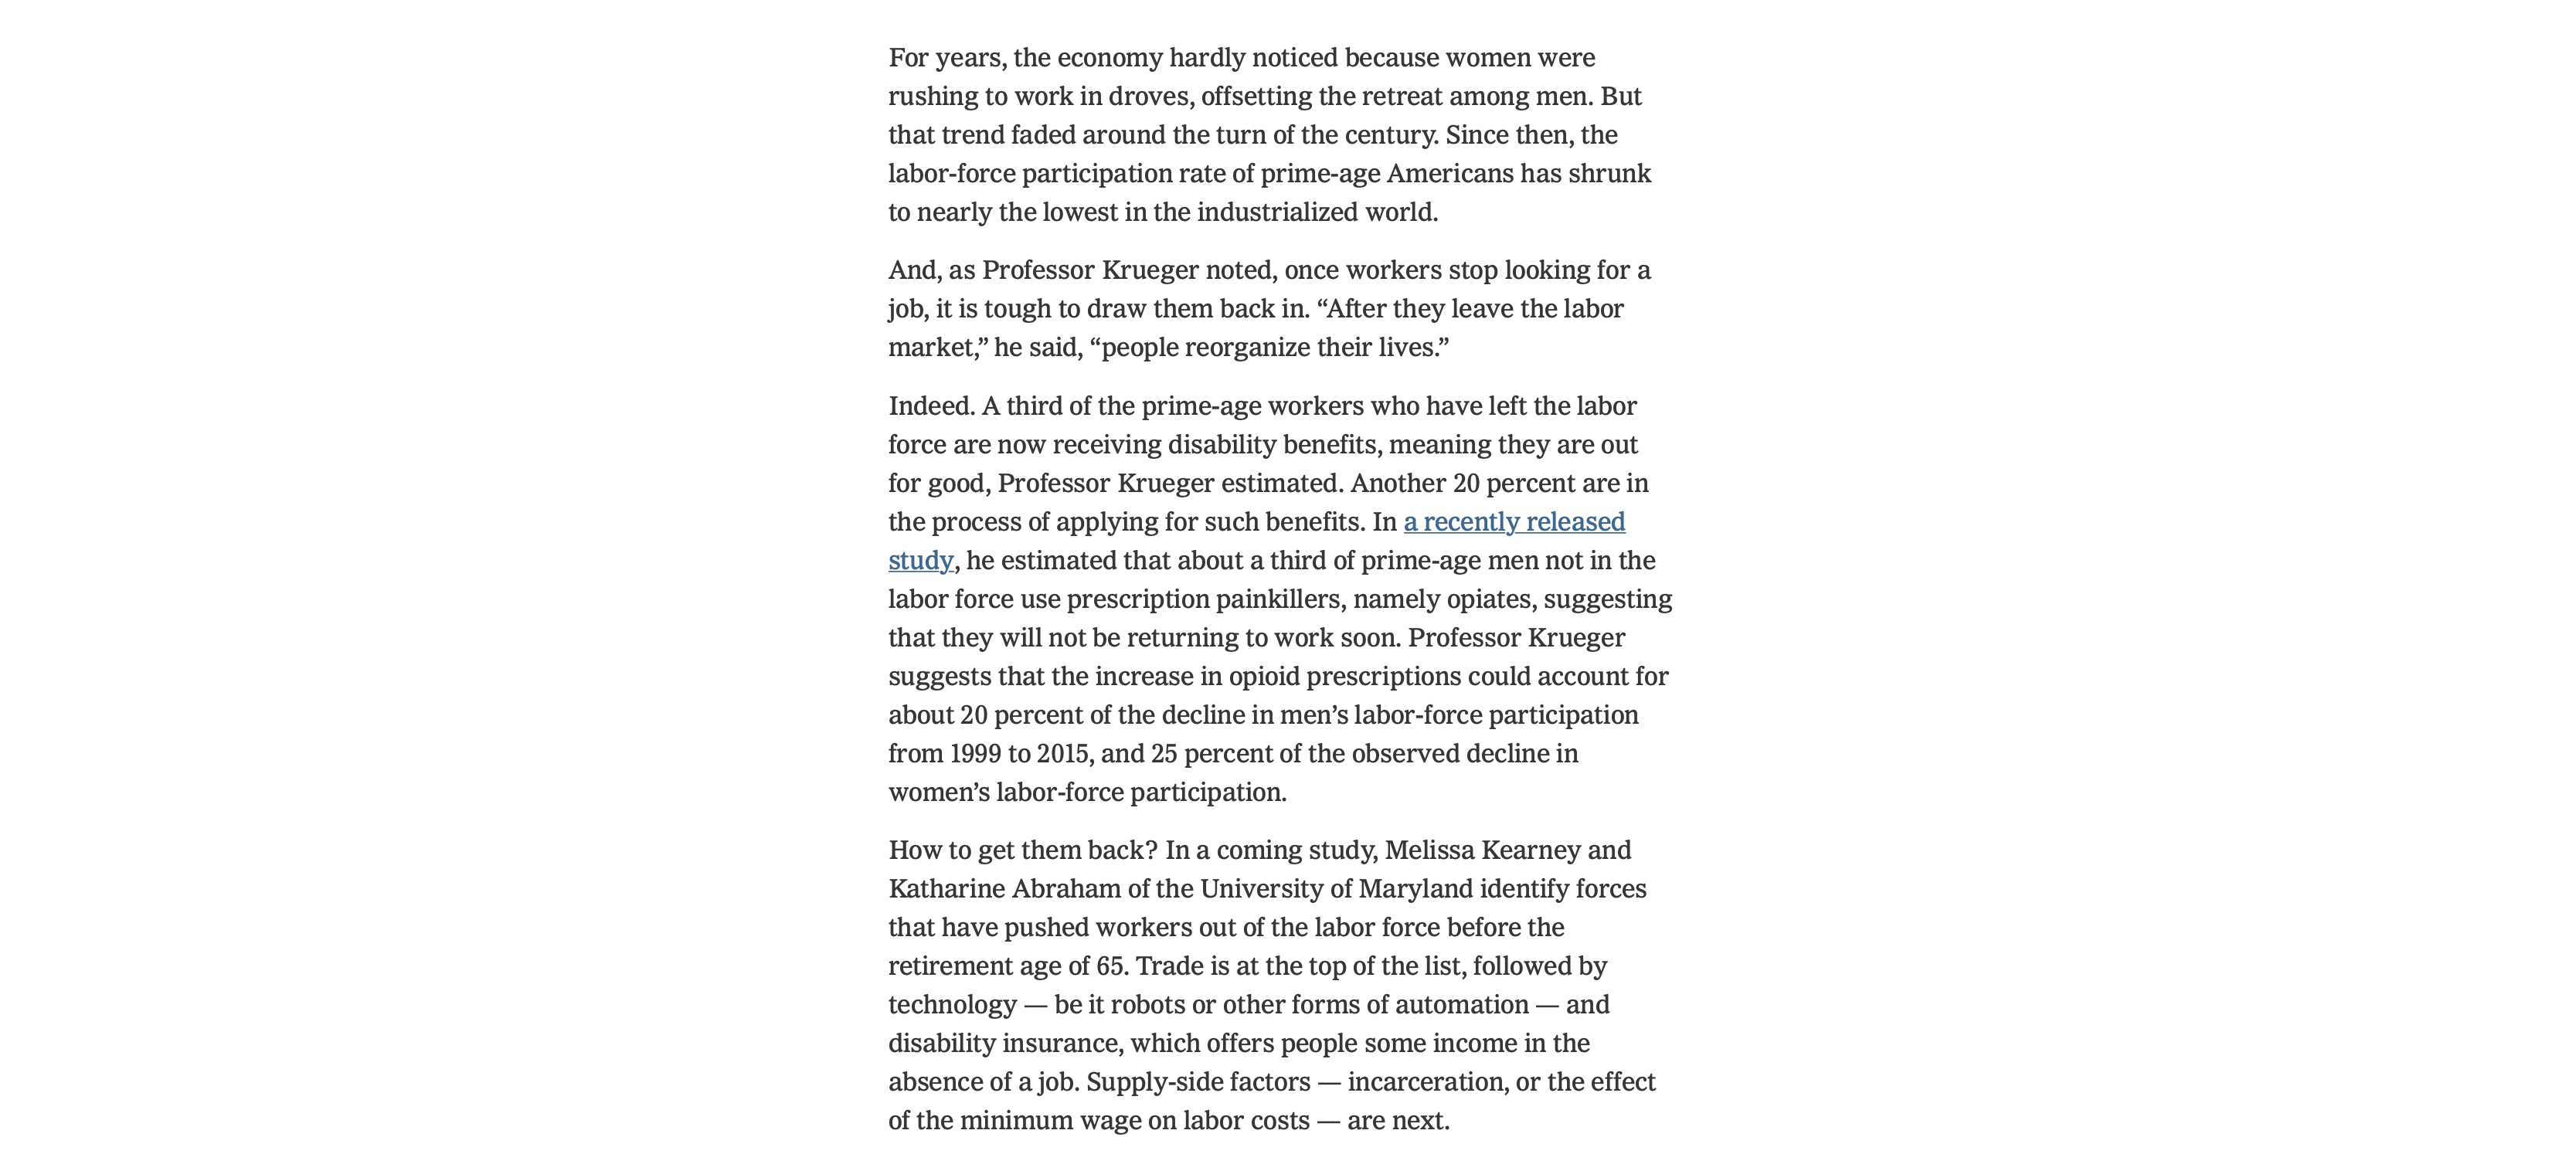 For years, the economy hardly noticed because women were
rushing to work in droves, offsetting the retreat among men. But
that trend faded around the turn of the century. Since then, the
labor-force participation rate of prime-age Americans has shrunk
to nearly the lowest in the industrialized world.
And, as Professor Krueger noted, once workers stop looking for a
job, it is tough to draw them back in. “After they leave the labor
market,” he said, “people reorganize their lives.”
Indeed. A third of the prime-age workers who have left the labor
force are now receiving disability benefits, meaning they are out
for good, Professor Krueger estimated. Another 20 percent are in
the process of applying for such benefits. In a recently released
study, he estimated that about a third of prime-age men not in the
labor force use prescription painkillers, namely opiates, suggesting
that they will not be returning to work soon. Professor Krueger
suggests that the increase in opioid prescriptions could account for
about 20 percent of the decline in men’s labor-force participation
from 1999 to 2015, and 25 percent of the observed decline in
women’s labor-force participation.
How to get them back? In a coming study, Melissa Kearney and
Katharine Abraham of the University of Maryland identify forces
that have pushed workers out of the labor force before the
retirement age of 65. Trade is at the top of the list, followed by
technology — be it robots or other forms of automation — and
disability insurance, which offers people some income in the
absence of a job. Supply-side factors — incarceration, or the effect
of the minimum wage on labor costs — are next.